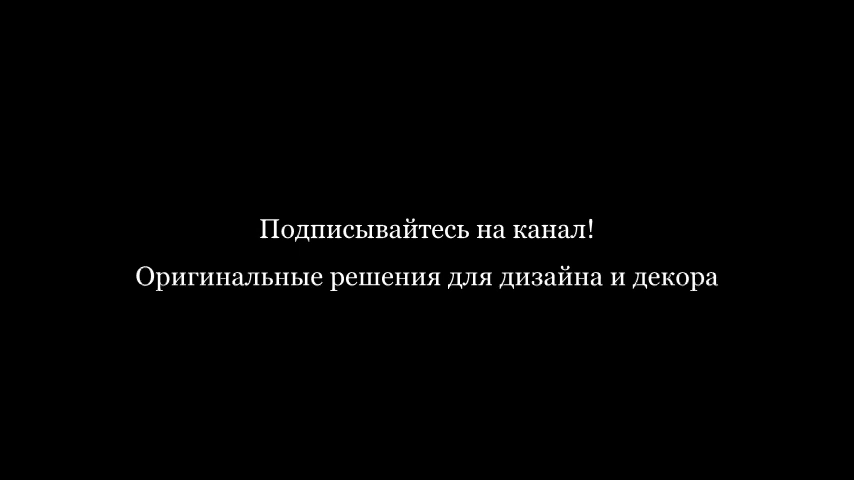 Подписывайтесь на канал!
Оригинальные решения для дизайна и декора